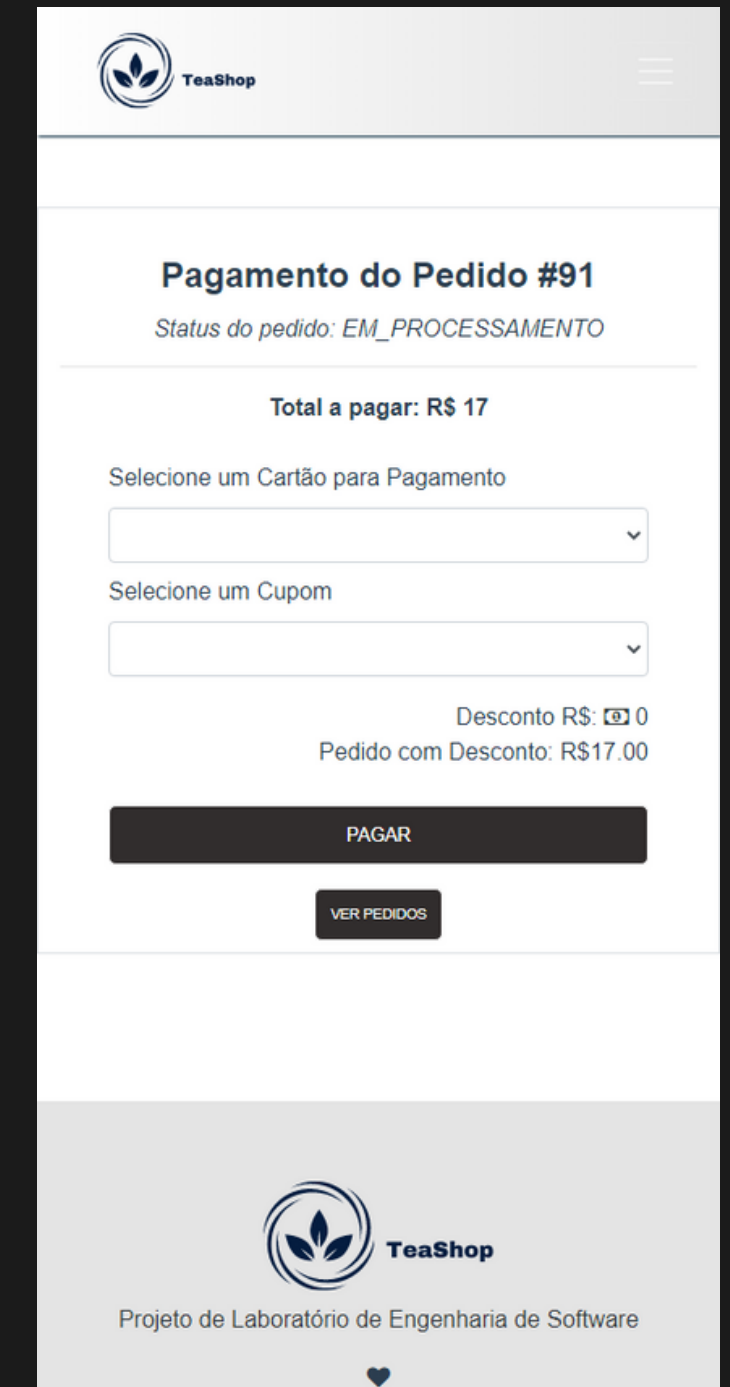 TeaShop
Pagamento do Pedido #91
Status do pedido: EM_PROCESSAMENTO
Total a pagar: R$ 17
Selecione um Cartão para Pagamento
Selecione um Cupom
Desconto R$: 0
Pedido com Desconto: R$17.00
PAGAR
VER PEDIDOS
TeaShop
Projeto de Laboratório de Engenharia de Software